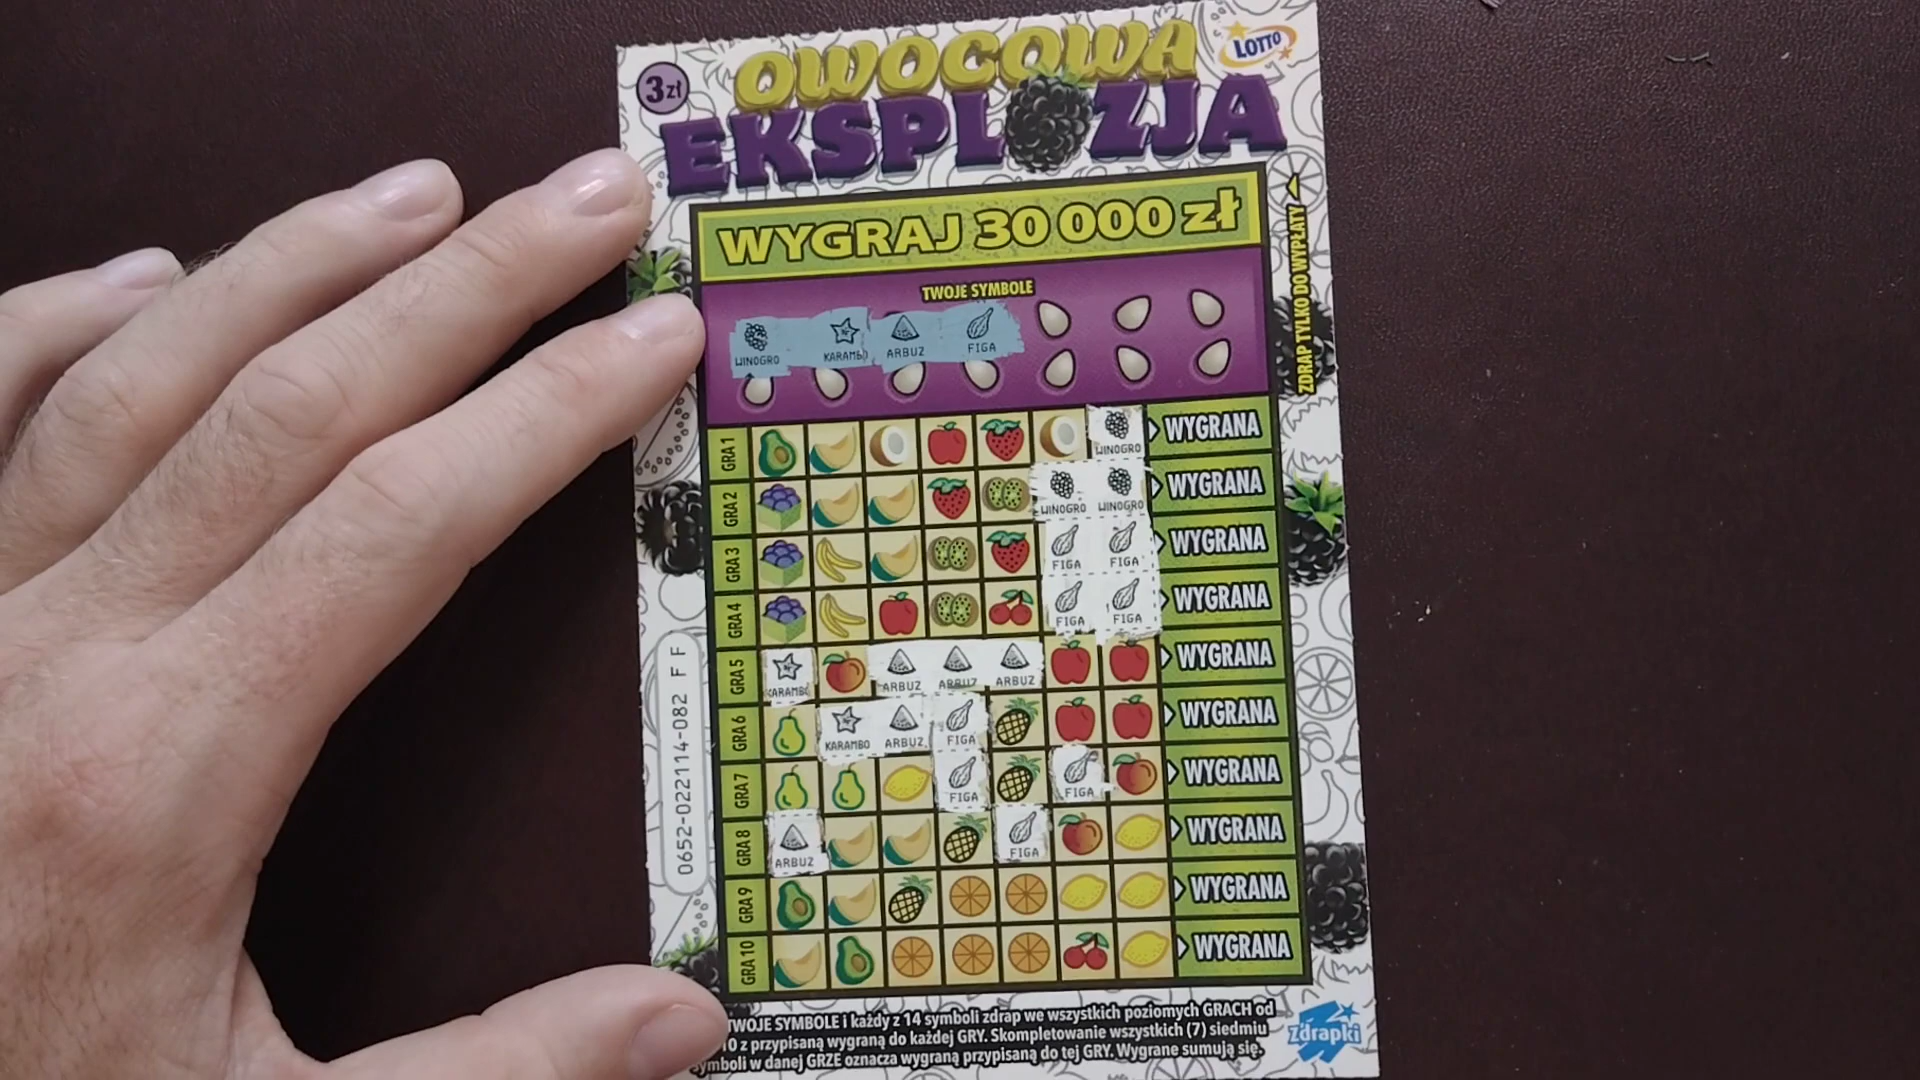 3 zł
OWOCOWA
LOTTO
EKSPLOZJA
WYGRAJ 30 000 zł
ZDRAP TYLKO DO WYPŁATY
TWOJE SYMBOLE
WINOGRO KARAMBO ARBUZ FIGA
GRA 1 WINOGRO WYGRANA
GRA 2 WINOGRO WINOGRO WYGRANA
GRA 3 FIGA FIGA WYGRANA
GRA 4 FIGA FIGA WYGRANA
GRA 5 KARAMBO ARBUZ ARBUZ ARBUZ WYGRANA
GRA 6 KARAMBO ARBUZ FIGA WYGRANA
GRA 7 FIGA FIGA WYGRANA
GRA 8 ARBUZ FIGA WYGRANA
GRA 9 WYGRANA
GRA 10 WYGRANA
0652-022114-082 F F
TWOJE SYMBOLE i każdy z 14 symboli zdrap we wszystkich poziomych GRACH od
10 z przypisaną wygraną do każdej GRY. Skompletowanie wszystkich (7) siedmiu
symboli w danej GRZE oznacza wygraną przypisaną do tej GRY. Wygrane sumują się.
Zdrapki